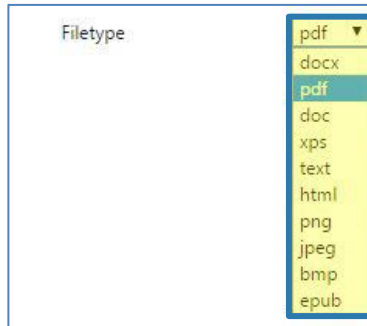 Filetype pdf ▼
docx
pdf
doc
xps
text
html
png
jpeg
bmp
epub